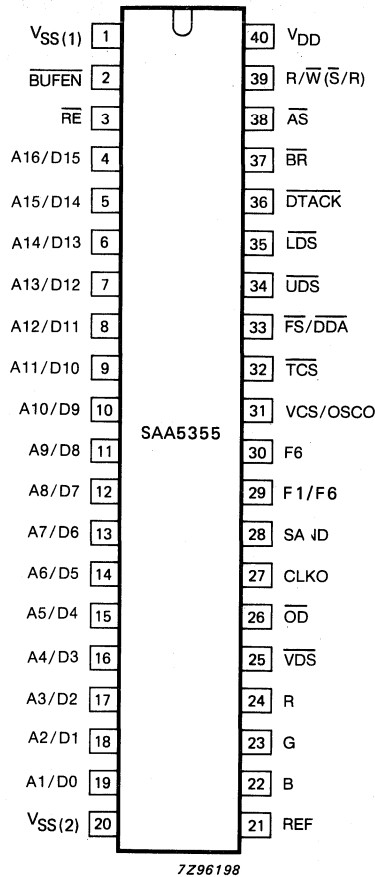 VSS(1) 1 40 VDD
BUFEN 2 39 R/W(S/R)
RE 3 38 AS
A16/D15 4 37 BR
A15/D14 5 36 DTACK
A14/D13 6 35 LDS
A13/D12 7 34 UDS
A12/D11 8 33 FS/DDA
A11/D10 9 32 TCS
A10/D9 10 31 VCS/OSCO
SAA5355
A9/D8 11 30 F6
A8/D7 12 29 F1/F6
A7/D6 13 28 SAND
A6/D5 14 27 CLKO
A5/D4 15 26 OD
A4/D3 16 25 VDS
A3/D2 17 24 R
A2/D1 18 23 G
A1/D0 19 22 B
VSS(2) 20 21 REF
7Z96198